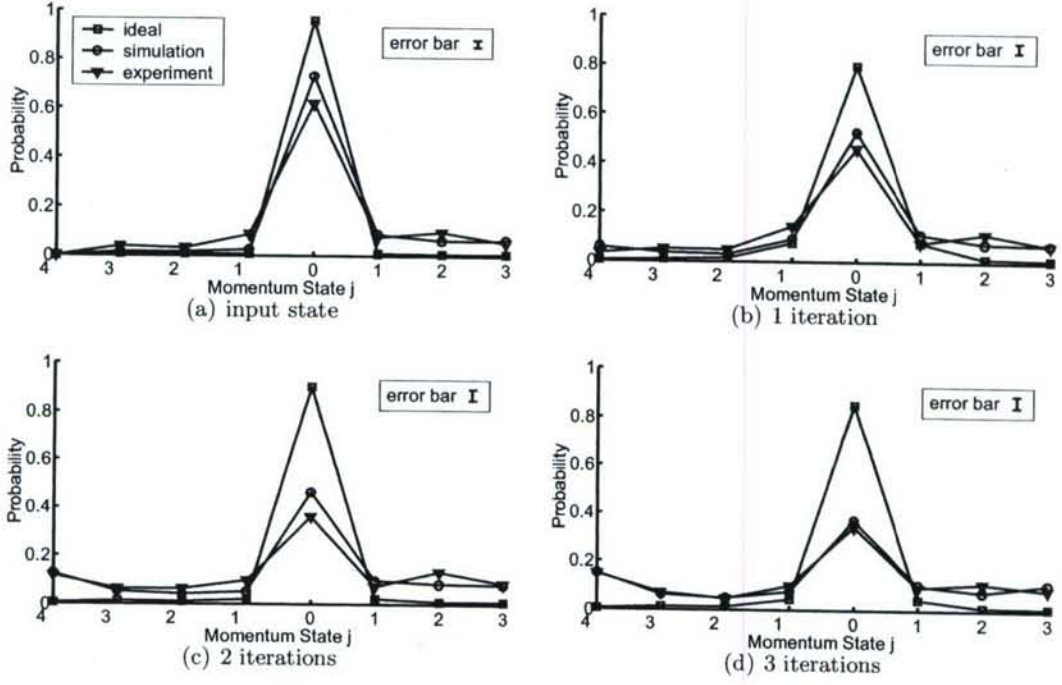 1
0.8
0.6
0.4
0.2
0
Probability
ideal
simulation
experiment
error bar
4 3 2 1 0 1 2 3
Momentum State j
(a) input state
1
0.8
0.6
0.4
0.2
0
Probability
error bar
4 3 2 1 0 1 2 3
Momentum State j
(b) 1 iteration
1
0.8
0.6
0.4
0.2
0
Probability
error bar
4 3 2 1 0 1 2 3
Momentum State j
(c) 2 iterations
1
0.8
0.6
0.4
0.2
0
Probability
error bar
4 3 2 1 0 1 2 3
Momentum State j
(d) 3 iterations